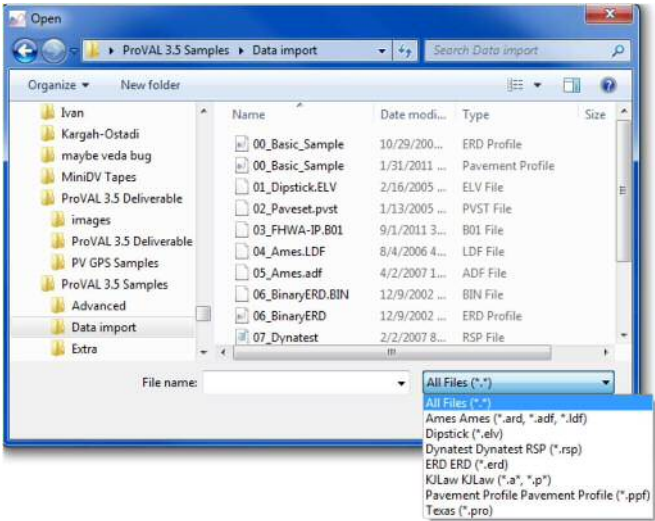 Open
ProVAL 3.5 Samples
Data import
Search Data import
Organize
New folder
Ivan
Kargah-Ostadi
maybe veda bug
MiniDV Tapes
ProVAL 3.5 Deliverable
images
ProVAL 3.5 Deliverable
PV GPS Samples
ProVAL 3.5 Samples
Advanced
Data import
Extra
Name Date modi... Type Size
00_Basic_Sample 10/29/200... ERD Profile
00_Basic_Sample 1/31/2011 ... Pavement Profile
01_Dipstick.ELV 2/16/2005 ... ELV File
02_Paveset.pvst 1/13/2005 ... PVST File
03_FHWA-IP.B01 9/1/2011 3... B01 File
04_Ames.LDF 8/4/2006 4... LDF File
05_Ames.adf 4/2/2007 1... ADF File
06_BinaryERD.BIN 12/9/2002 ... BIN File
06_BinaryERD 12/9/2002 ... ERD Profile
07_Dynatest 2/2/2007 8... RSP File
File name:
All Files (*.*)
All Files (*.*)
Ames Ames (*.ard, *.adf, *.ldf)
Dipstick (*.elv)
Dynatest Dynatest RSP (*.rsp)
ERD ERD (*.erd)
KJLaw KJLaw (*.a*, *.p*)
Pavement Profile Pavement Profile (*.ppf)
Texas (*.pro)